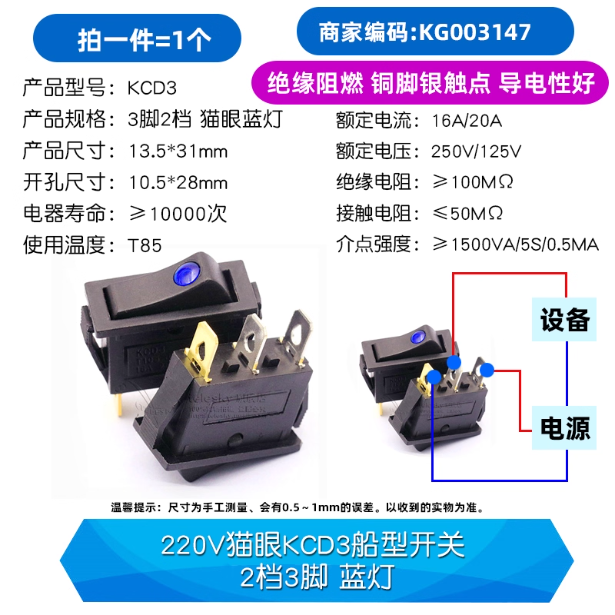 拍一件=1个
商家编码:KG003147
绝缘阻燃 铜脚银触点 导电性好
产品型号： KCD3
产品规格： 3脚2档 猫眼蓝灯
产品尺寸： 13.5*31mm
开孔尺寸： 10.5*28mm
电器寿命： ≥10000次
使用温度： T85
额定电流： 16A/20A
额定电压： 250V/125V
绝缘电阻： ≥100MΩ
接触电阻： ≤50MΩ
介点强度： ≥1500VA/5S/0.5MA
设备
电源
温馨提示：尺寸为手工测量、会有0.5~1mm的误差。以收到的实物为准。
220V猫眼KCD3船型开关
2档3脚 蓝灯